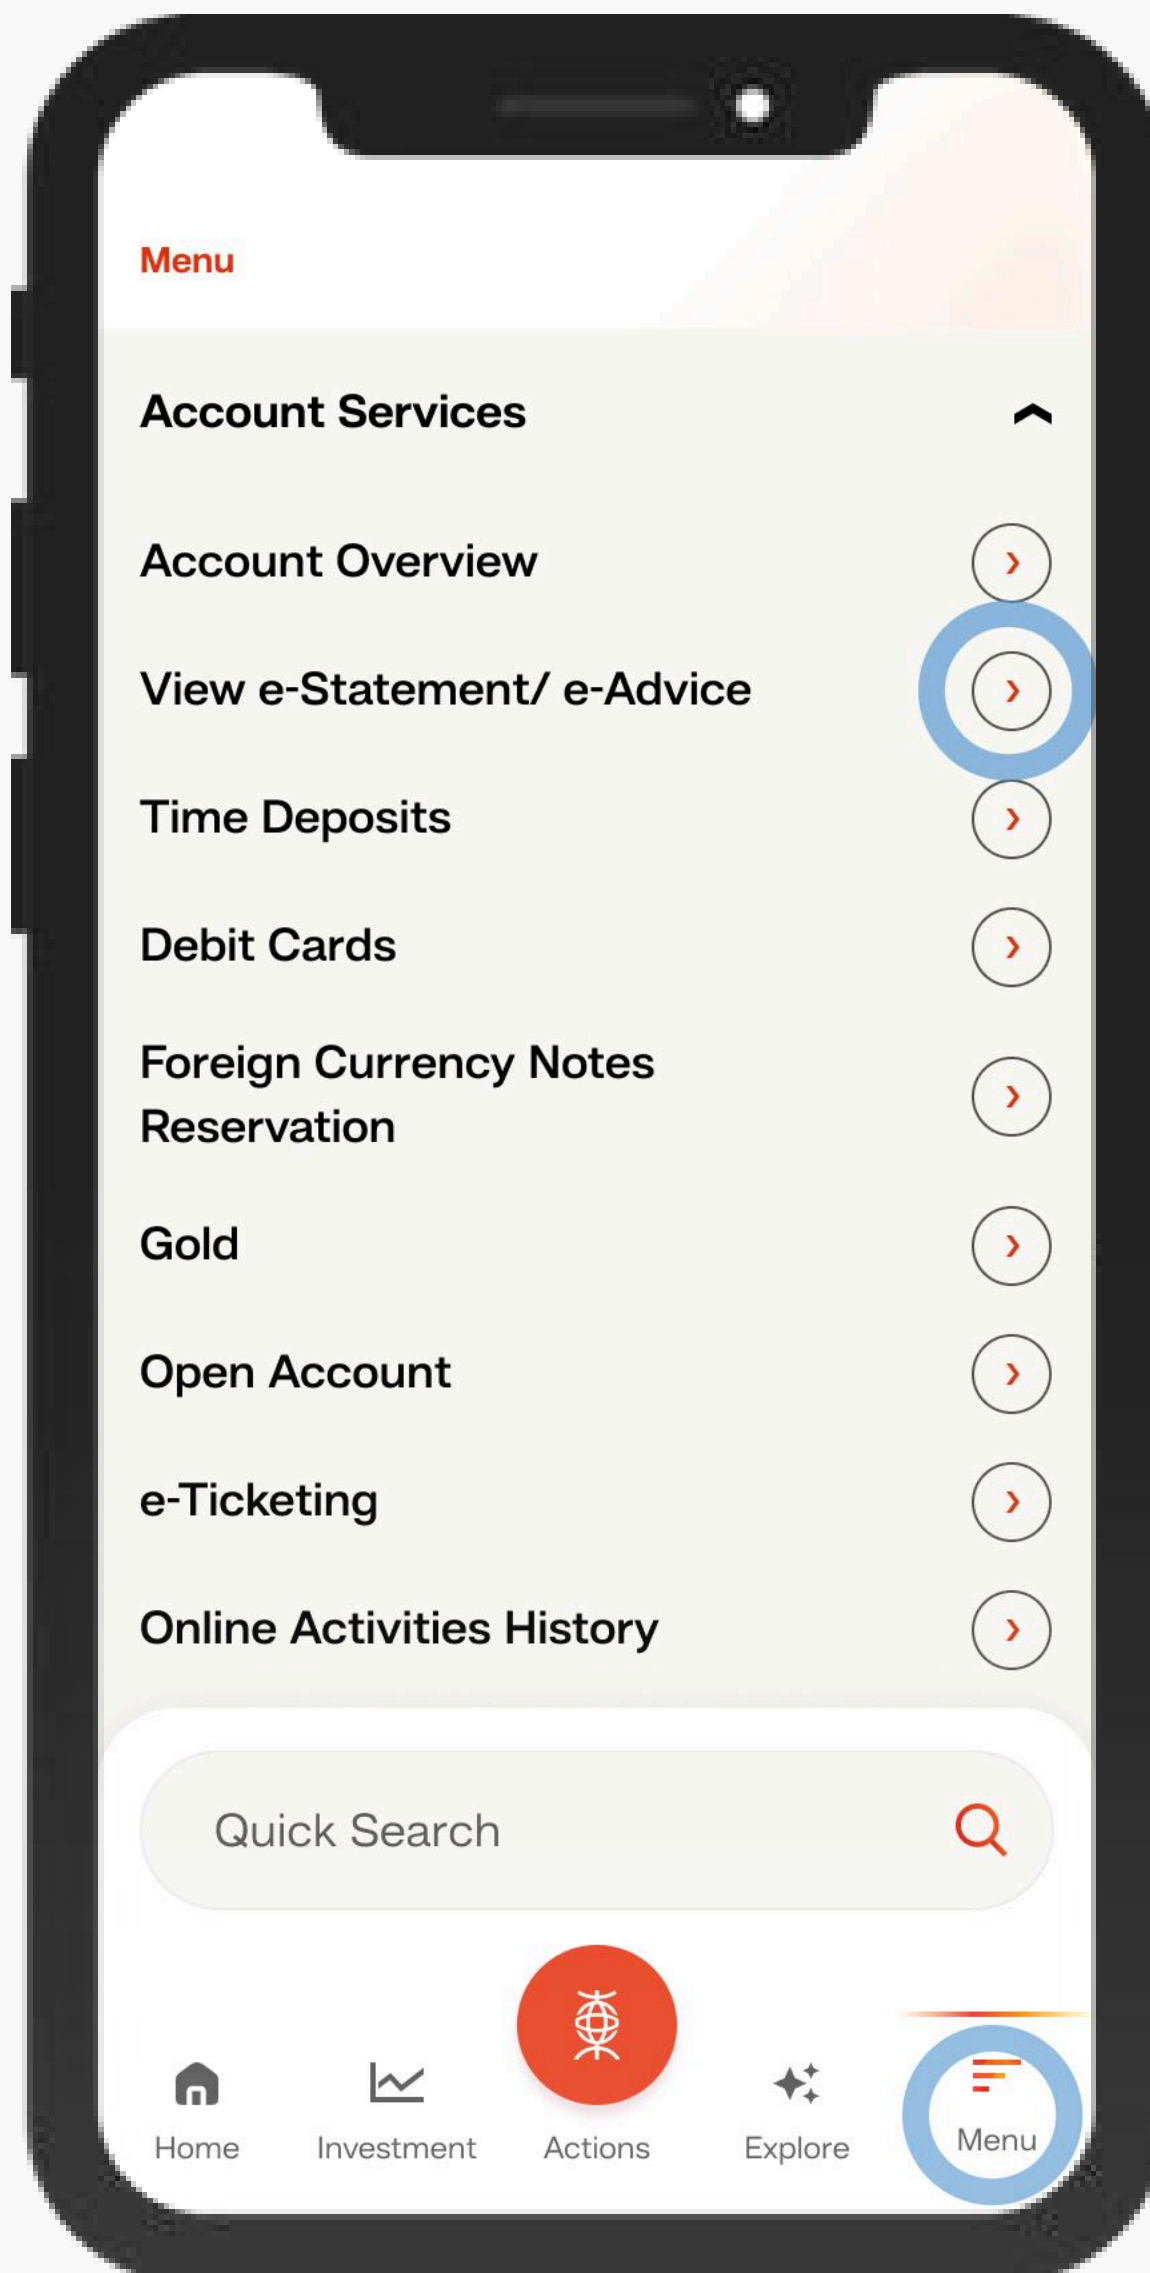 Menu
Account Services
Account Overview
View e-Statement/ e-Advice
Time Deposits
Debit Cards
Foreign Currency Notes
Reservation
Gold
Open Account
e-Ticketing
Online Activities History
Quick Search
Home
Investment
Actions
Explore
Menu